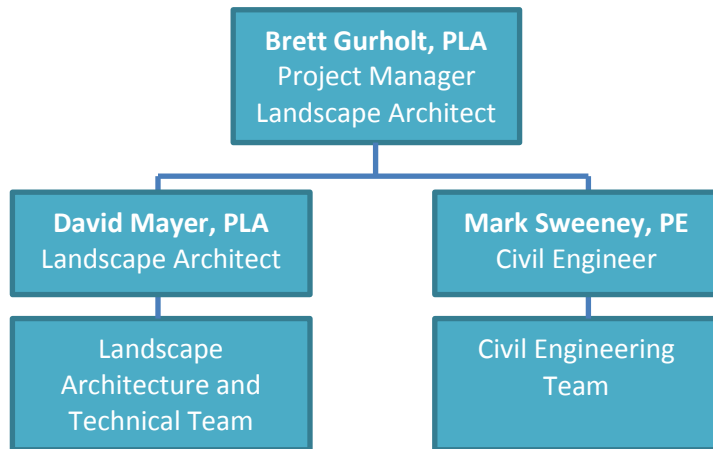 Brett Gurholt, PLA
Project Manager
Landscape Architect
David Mayer, PLA
Landscape Architect
Mark Sweeney, PE
Civil Engineer
Landscape
Architecture and
Technical Team
Civil Engineering
Team